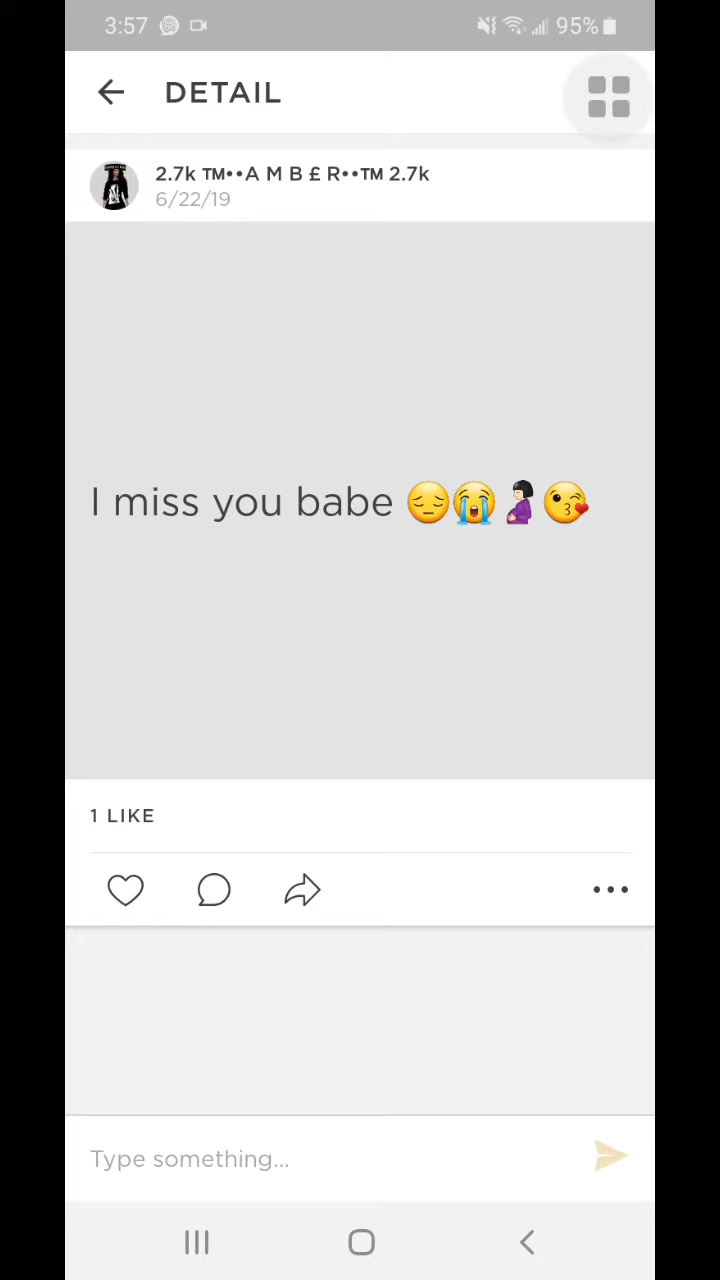 3:57 95%
DETAIL
2.7k ™••A M B £ R••™ 2.7k
6/22/19
I miss you babe 😔😭🤰🏻😘
1 LIKE
Type something...